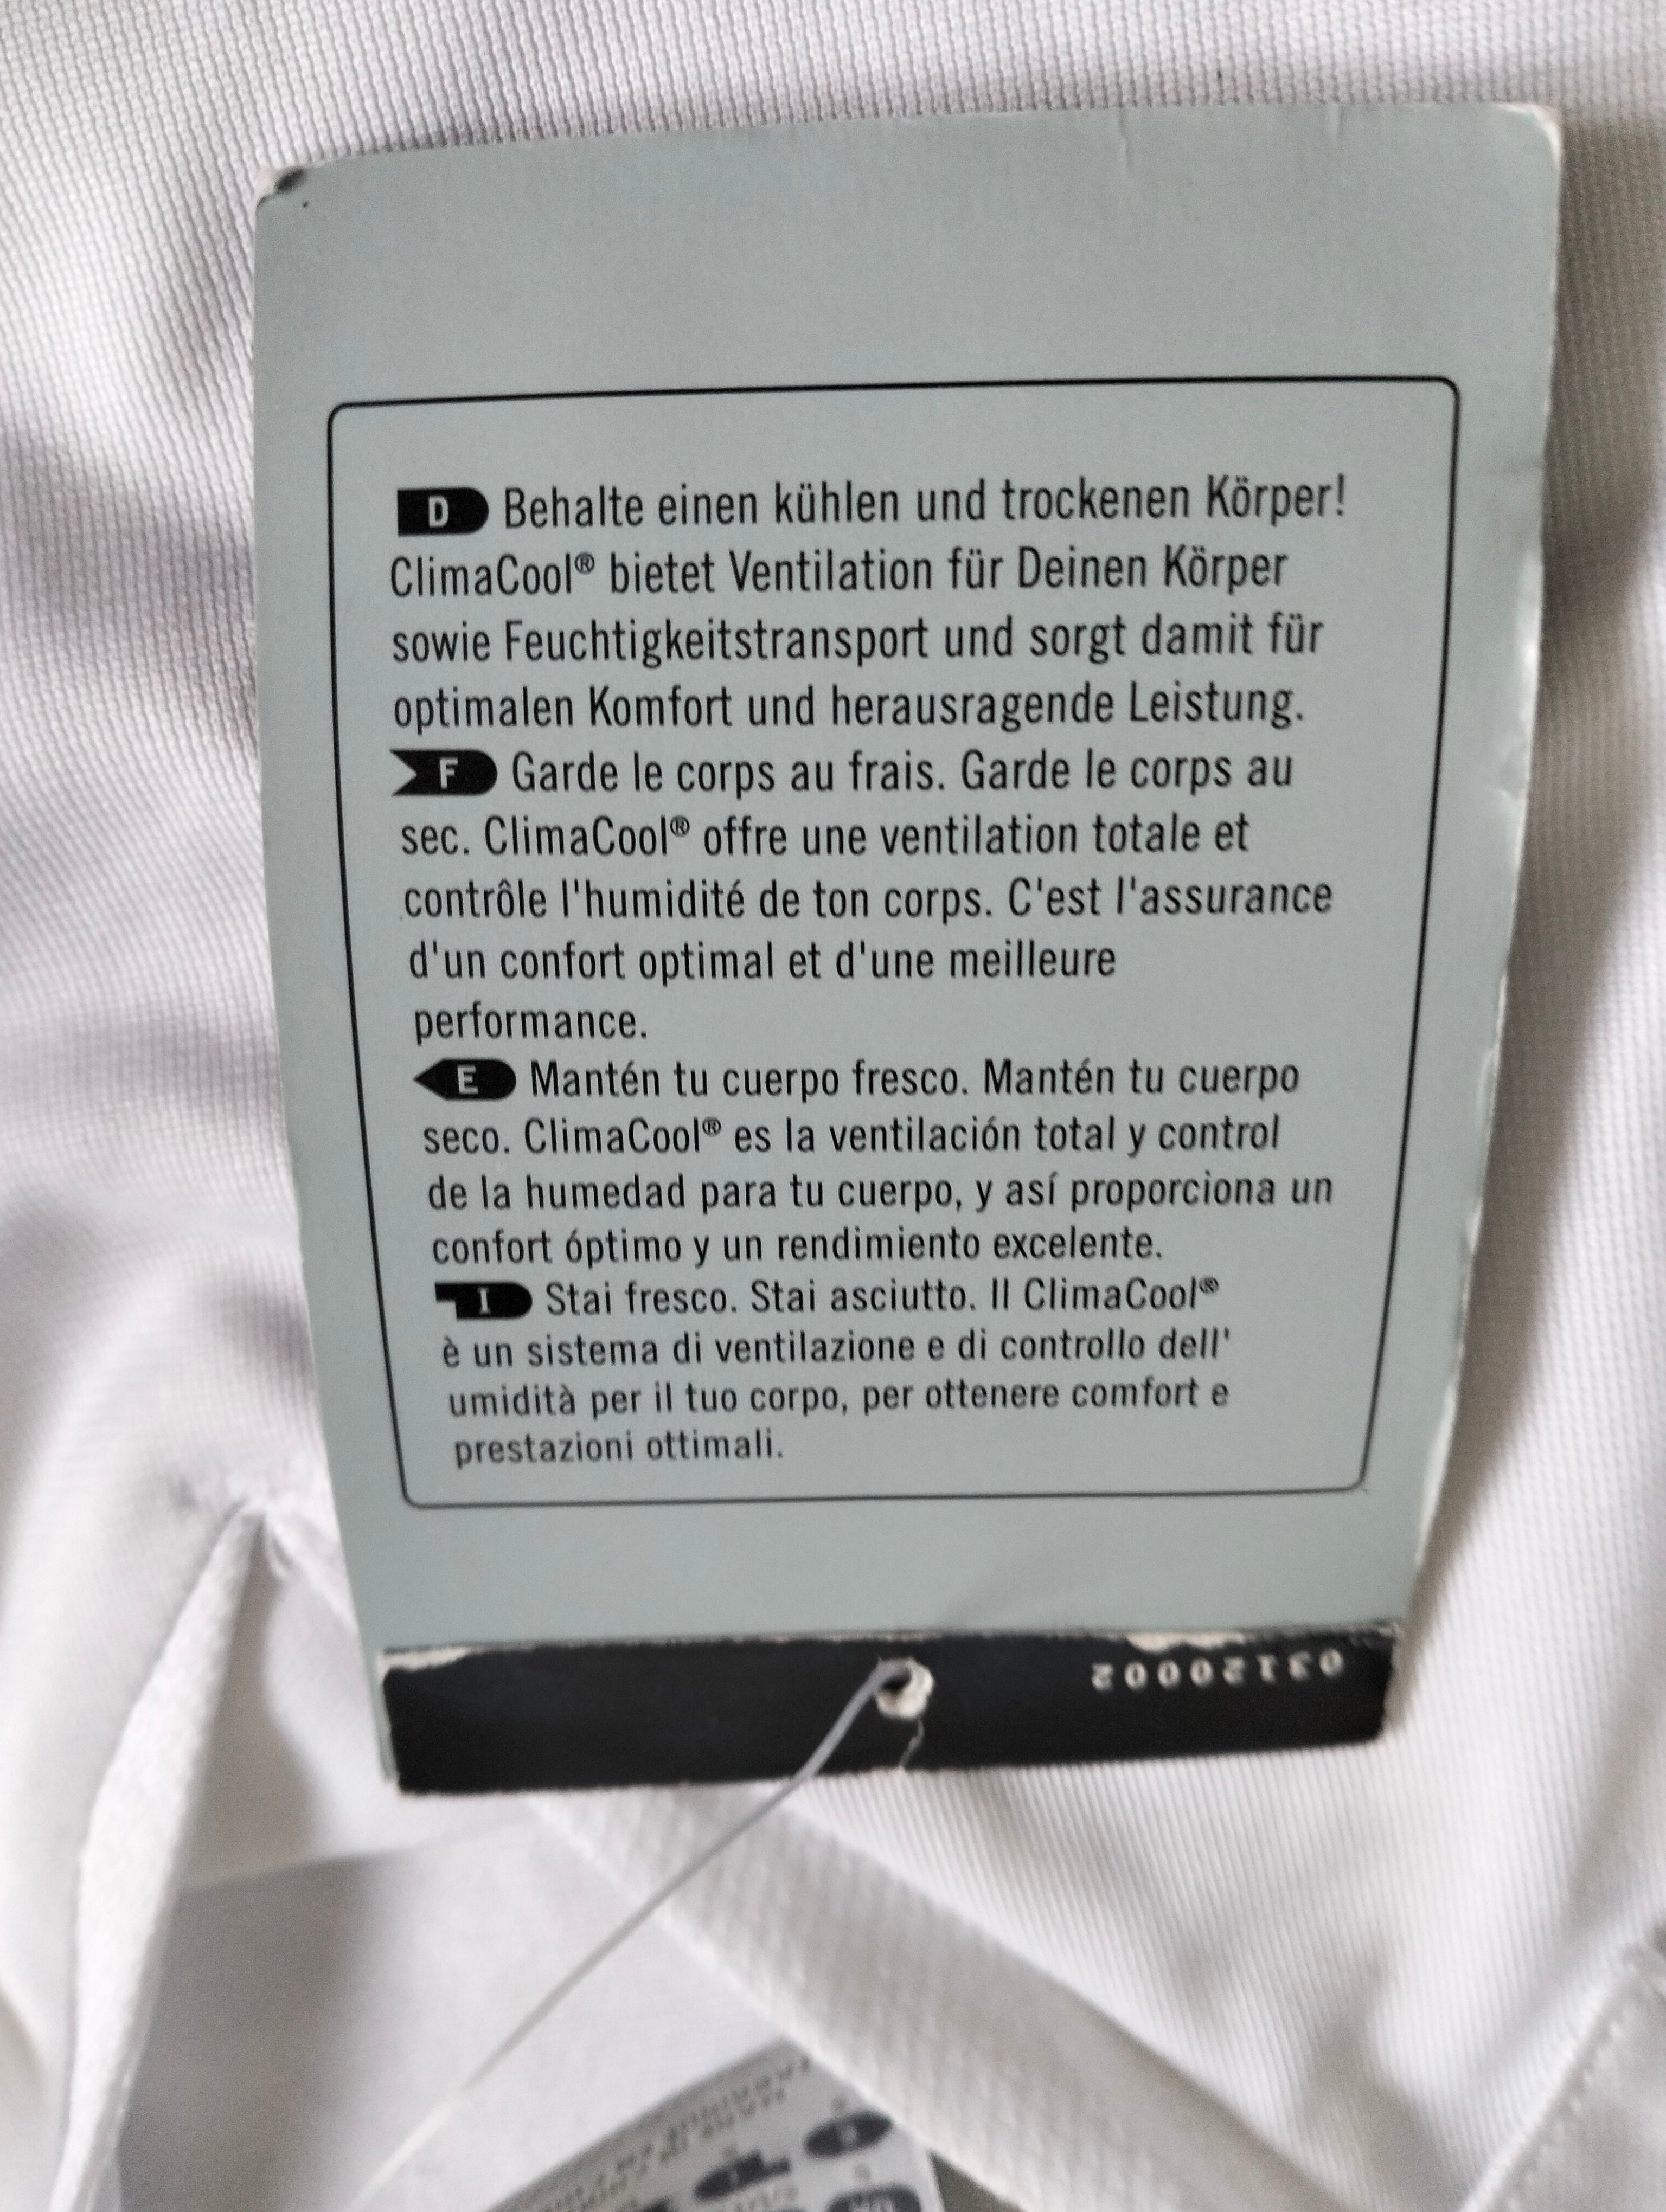 D Behalte einen kühlen und trockenen Körper!
ClimaCool® bietet Ventilation für Deinen Körper
sowie Feuchtigkeitstransport und sorgt damit für
optimalen Komfort und herausragende Leistung.
F Garde le corps au frais. Garde le corps au
sec. ClimaCool® offre une ventilation totale et
contrôle l'humidité de ton corps. C'est l'assurance
d'un confort optimal et d'une meilleure
performance.
E Mantén tu cuerpo fresco. Mantén tu cuerpo
seco. ClimaCool® es la ventilación total y control
de la humedad para tu cuerpo, y así proporciona un
confort óptimo y un rendimiento excelente.
I Stai fresco. Stai asciutto. Il ClimaCool®
è un sistema di ventilazione e di controllo dell'
umidità per il tuo corpo, per ottenere comfort e
prestazioni ottimali.
03120002